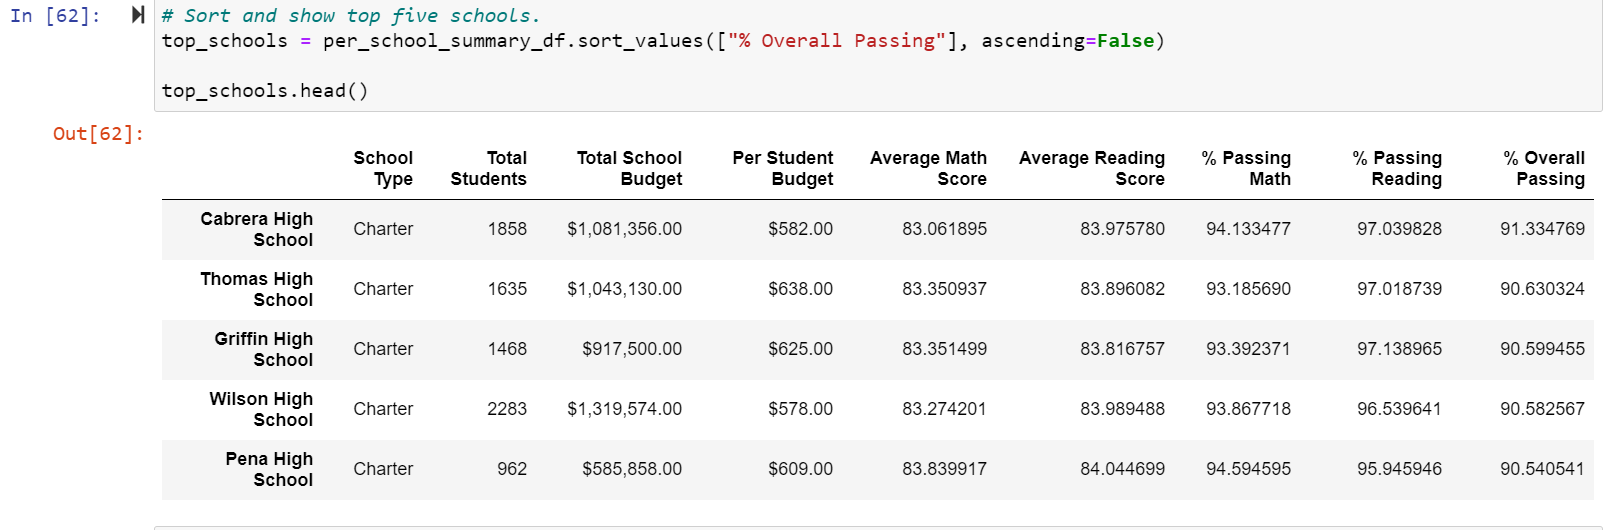 In [62]:
# Sort and show top five schools.
top_schools = per_school_summary_df.sort_values(["% Overall Passing"], ascending=False)
top_schools.head()
Out[62]:
School Type Total Students Total School Budget Per Student Budget Average Math Score Average Reading Score % Passing Math % Passing Reading % Overall Passing
Cabrera High School Charter 1858 $1,081,356.00 $582.00 83.061895 83.975780 94.133477 97.039828 91.334769
Thomas High School Charter 1635 $1,043,130.00 $638.00 83.350937 83.896082 93.185690 97.018739 90.630324
Griffin High School Charter 1468 $917,500.00 $625.00 83.351499 83.816757 93.392371 97.138965 90.599455
Wilson High School Charter 2283 $1,319,574.00 $578.00 83.274201 83.989488 93.867718 96.539641 90.582567
Pena High School Charter 962 $585,858.00 $609.00 83.839917 84.044699 94.594595 95.945946 90.540541